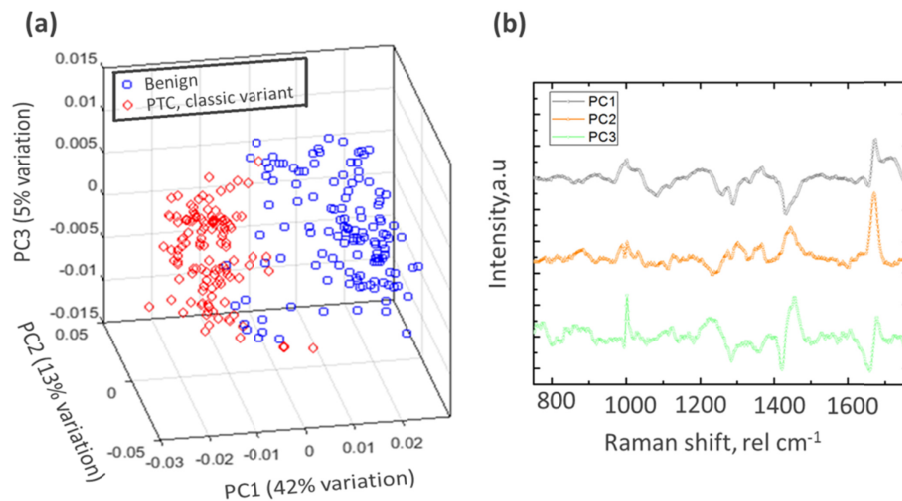 (a)
0.015
0.01
0.005
0
-0.005
-0.01
-0.015
PC3 (5% variation)
Benign
PTC, classic variant
0.05
0
-0.05
PC2 (13% variation)
-0.03
-0.02
-0.01
0
0.01
0.02
PC1 (42% variation)
(b)
PC1
PC2
PC3
Intensity,a.u
800
1000
1200
1400
1600
Raman shift, rel cm-1